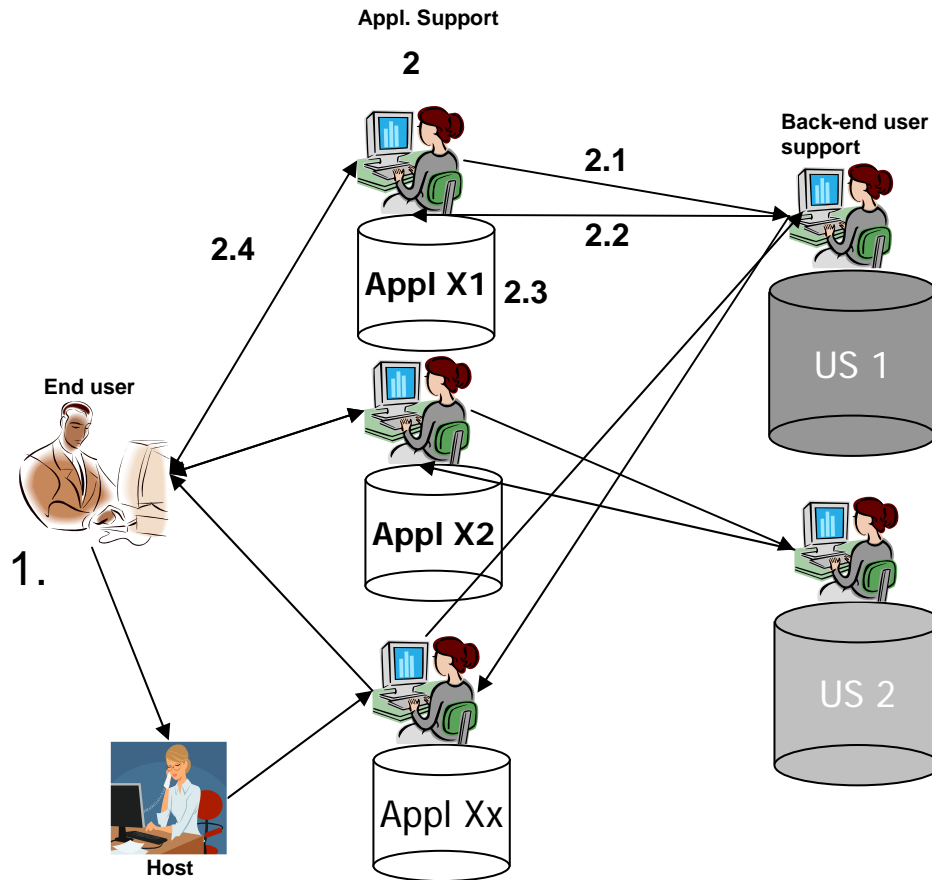 Appl. Support
2
Back-end user
support
2.1
2.4
2.2
Appl X1
2.3
US 1
End user
Appl X2
1.
US 2
Appl Xx
Host